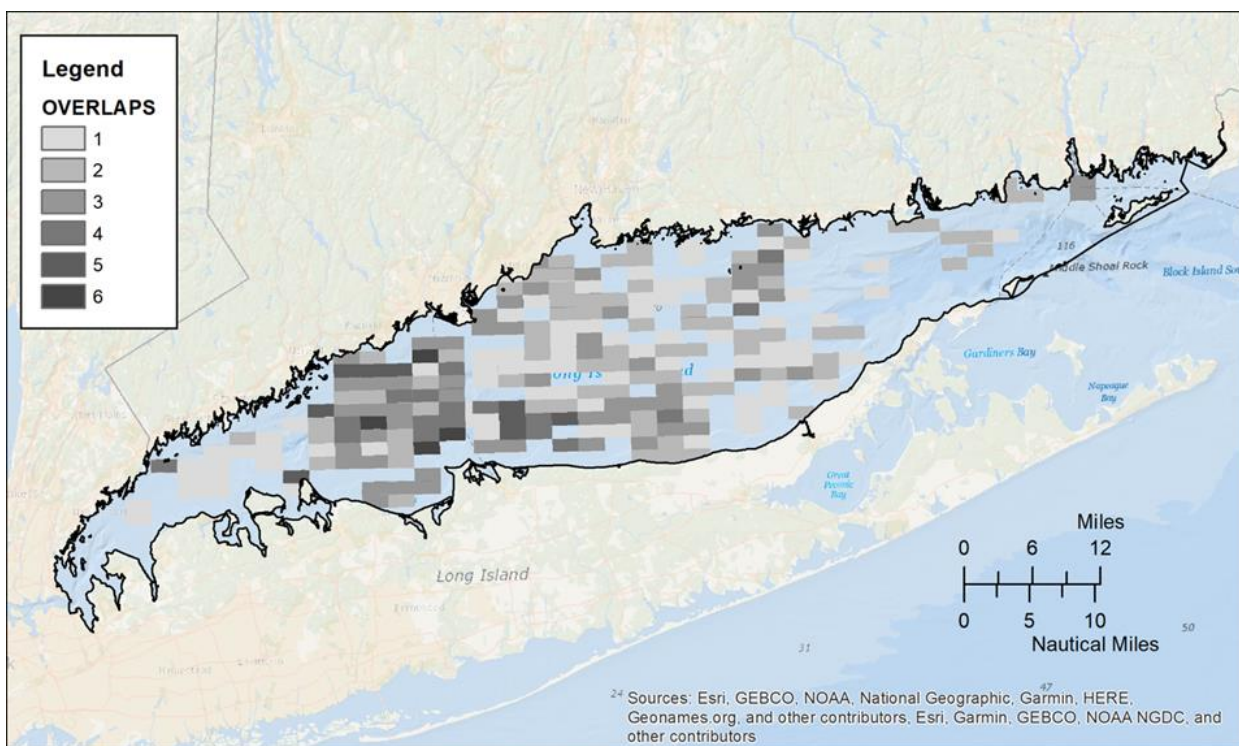 Legend
OVERLAPS
1
2
3
4
5
6
116
Middle Shoal Rock
Block Island Sou
Gardiners Bay
Napeague
Bay
Great
Peconic
Bay
Long Island
Miles
0 6 12
0 5 10
Nautical Miles
50
31
47
24
Sources: Esri, GEBCO, NOAA, National Geographic, Garmin, HERE,
Geonames.org, and other contributors, Esri, Garmin, GEBCO, NOAA NGDC, and
other contributors